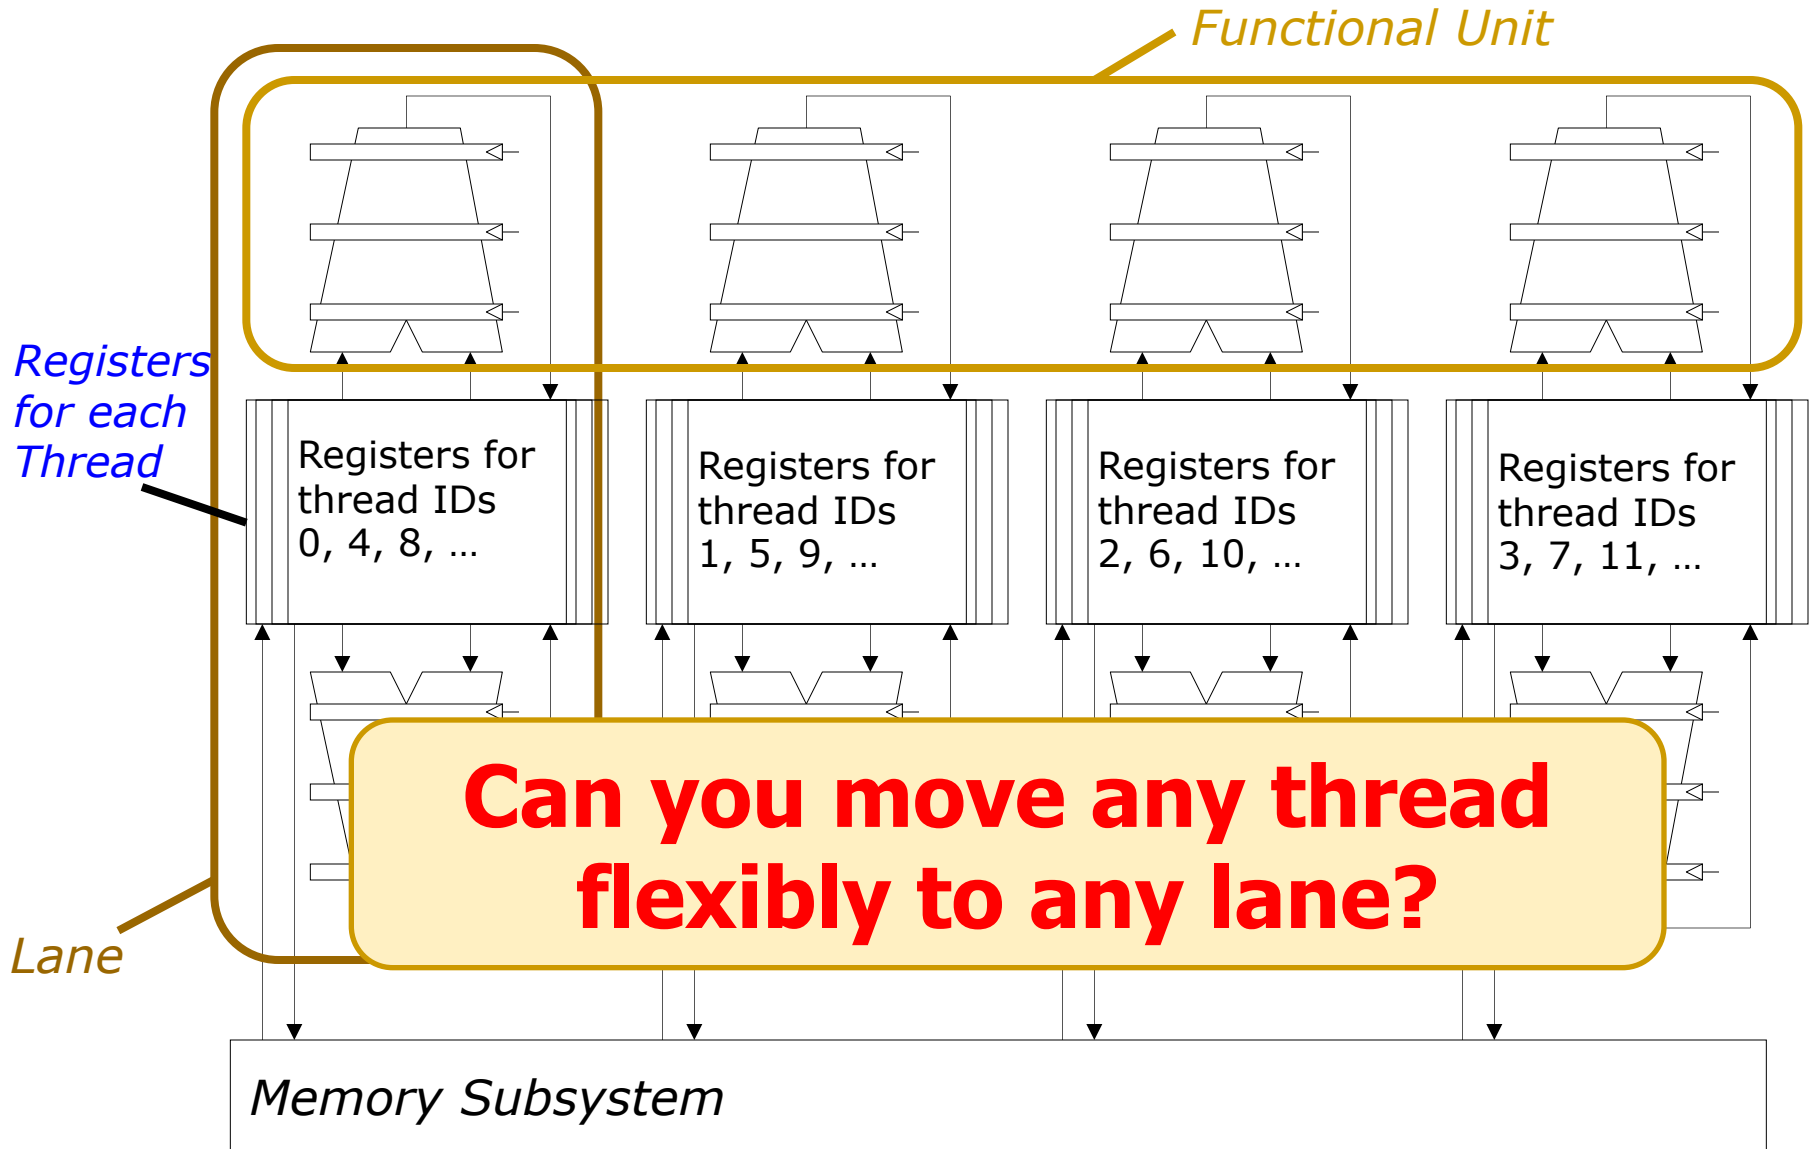 Functional Unit
Registers
for each
Thread
Registers for
thread IDs
0, 4, 8, …
Registers for
thread IDs
1, 5, 9, …
Registers for
thread IDs
2, 6, 10, …
Registers for
thread IDs
3, 7, 11, …
Can you move any thread
flexibly to any lane?
Lane
Memory Subsystem